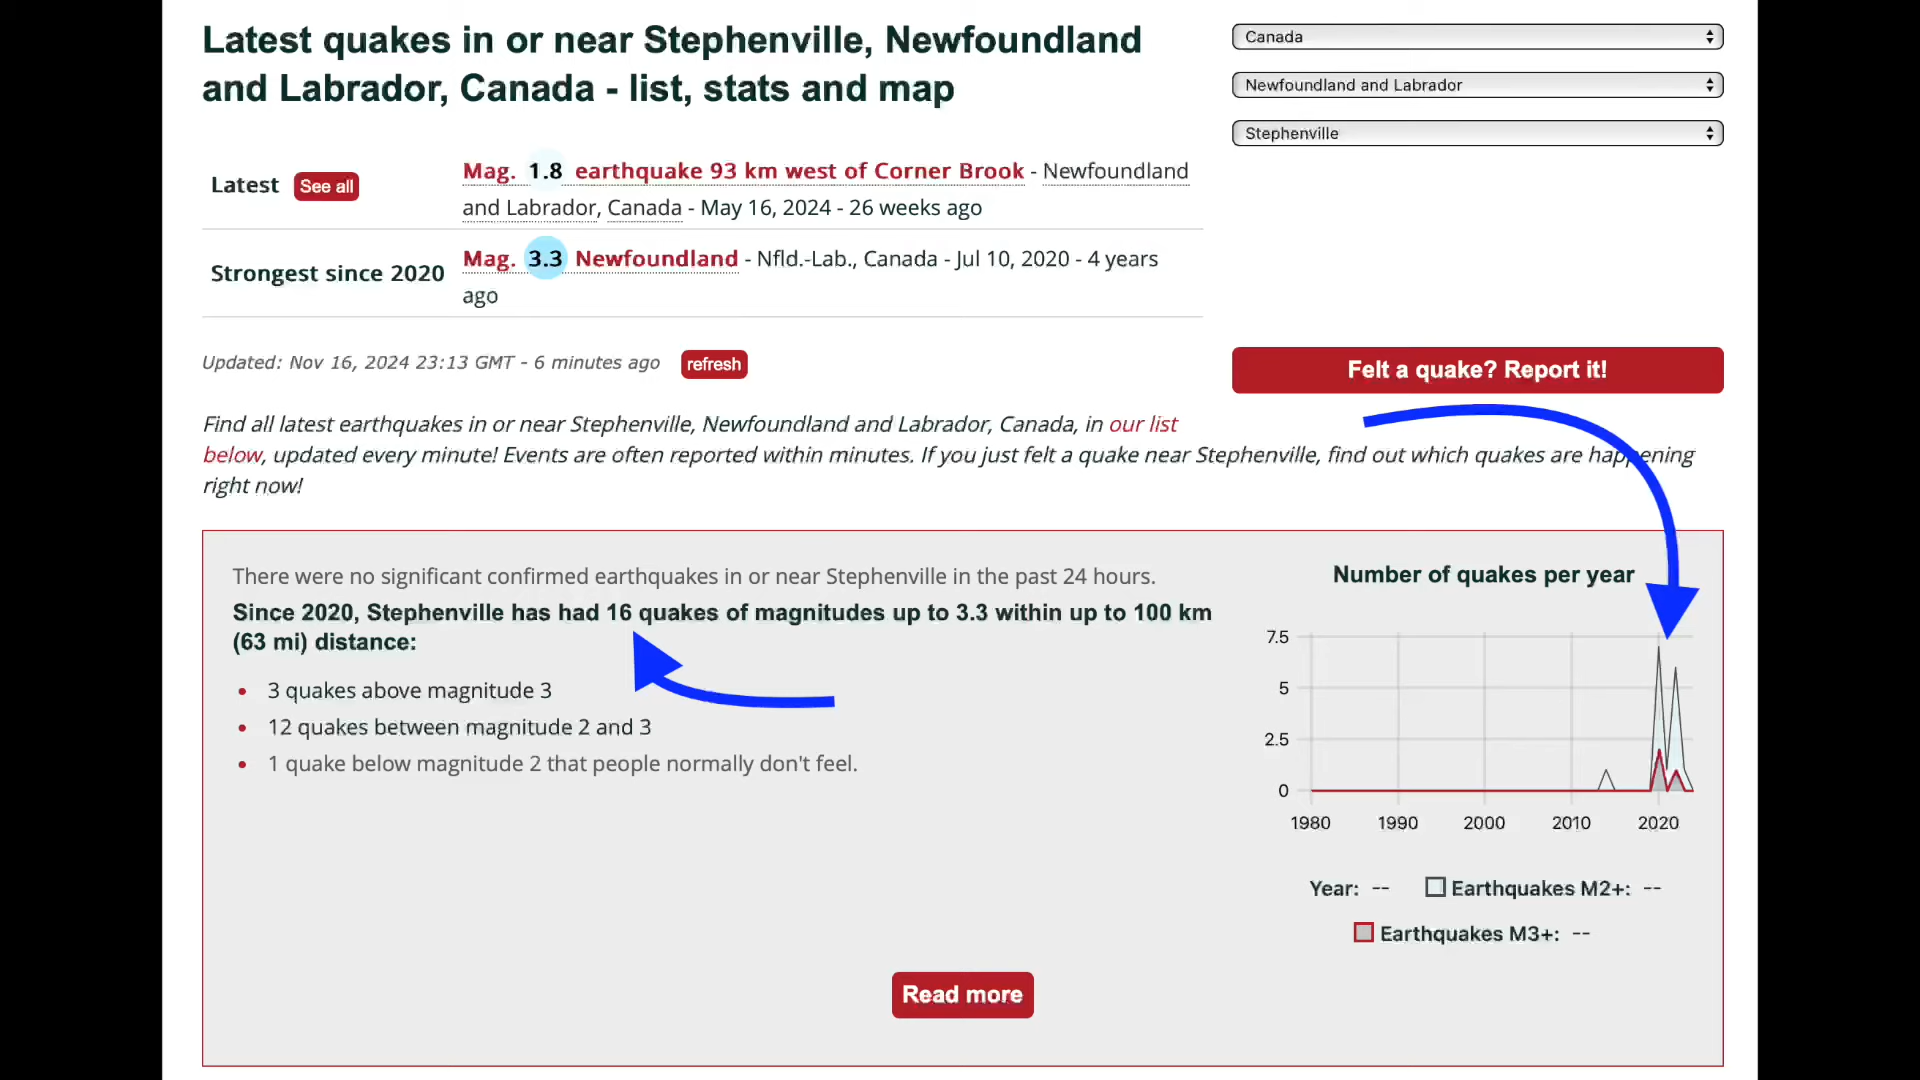 Latest quakes in or near Stephenville, Newfoundland
and Labrador, Canada - list, stats and map
Canada
Newfoundland and Labrador
Stephenville
Latest See all
Mag. 1.8 earthquake 93 km west of Corner Brook - Newfoundland
and Labrador, Canada - May 16, 2024 - 26 weeks ago
Strongest since 2020
Mag. 3.3 Newfoundland - Nfld.-Lab., Canada - Jul 10, 2020 - 4 years
ago
Updated: Nov 16, 2024 23:13 GMT - 6 minutes ago refresh
Felt a quake? Report it!
Find all latest earthquakes in or near Stephenville, Newfoundland and Labrador, Canada, in our list
below, updated every minute! Events are often reported within minutes. If you just felt a quake near Stephenville, find out which quakes are happening
right now!
There were no significant confirmed earthquakes in or near Stephenville in the past 24 hours.
Since 2020, Stephenville has had 16 quakes of magnitudes up to 3.3 within up to 100 km
(63 mi) distance:
• 3 quakes above magnitude 3
• 12 quakes between magnitude 2 and 3
• 1 quake below magnitude 2 that people normally don't feel.
Number of quakes per year
7.5
5
2.5
0
1980 1990 2000 2010 2020
Year: -- Earthquakes M2+: --
Earthquakes M3+: --
Read more